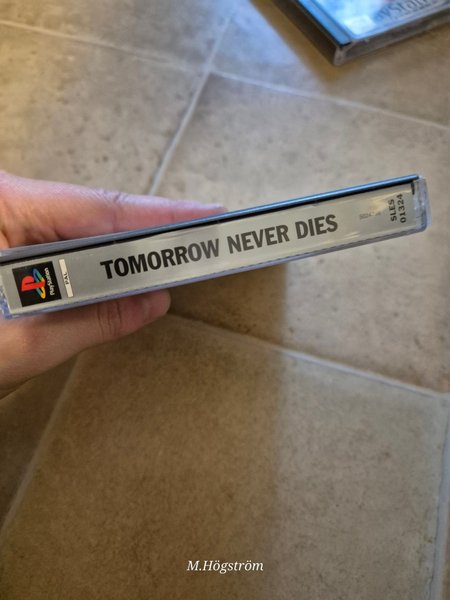 PlayStation
PAL
TOMORROW NEVER DIES
SLES
01324
M.Högström